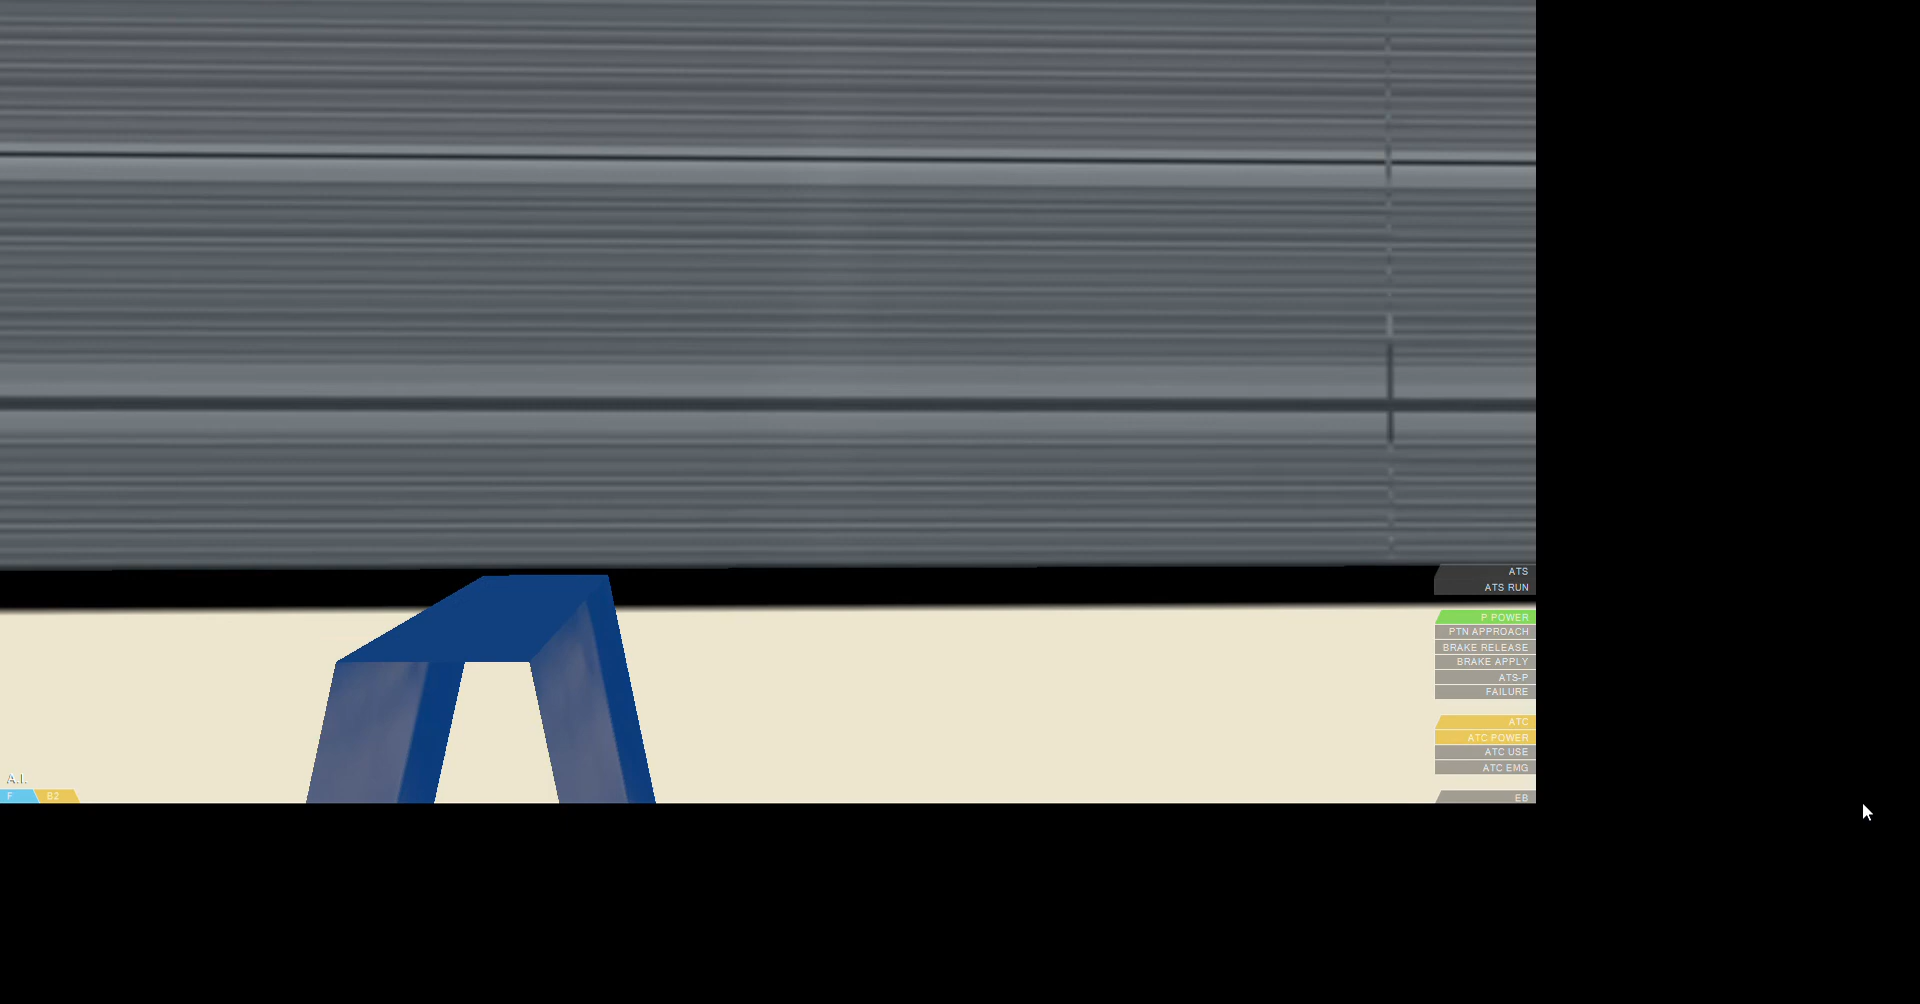 ATS
ATS RUN
P POWER
PTN APPROACH
BRAKE RELEASE
BRAKE APPLY
ATS-P
FAILURE
ATC
ATC POWER
ATC USE
ATC EMG
A.I.
F B2
EB